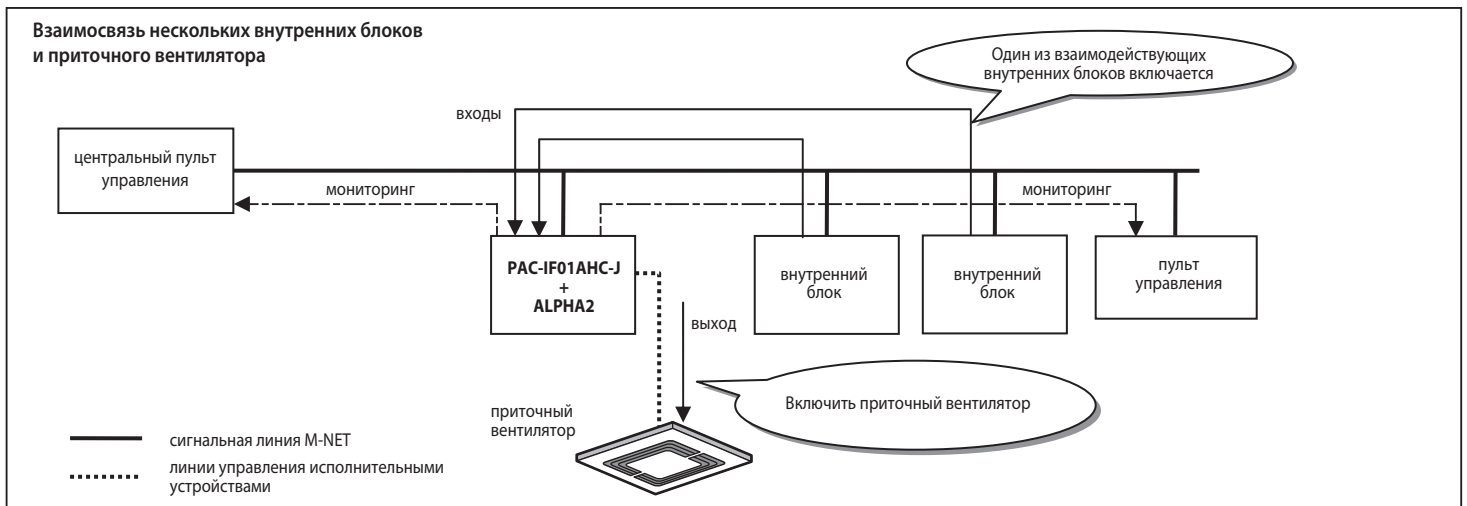 Взаимосвязь нескольких внутренних блоков
и приточного вентилятора
Один из взаимодействующих
внутренних блоков включается
входы
центральный пульт
управления
мониторинг
мониторинг
PAC-IF01AHC-J
+
ALPHA2
внутренний
блок
внутренний
блок
пульт
управления
выход
Включить приточный вентилятор
приточный
вентилятор
сигнальная линия M-NET
линии управления исполнительными
устройствами